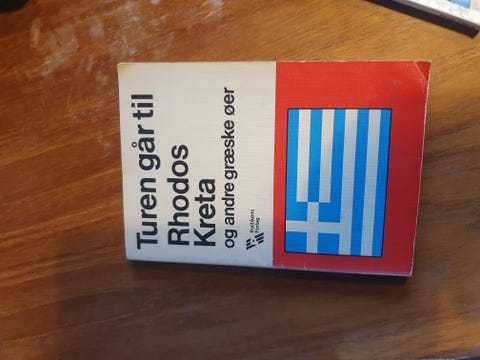 Turen går til
Rhodos
Kreta
og andre græske øer
Politikens
Forlag